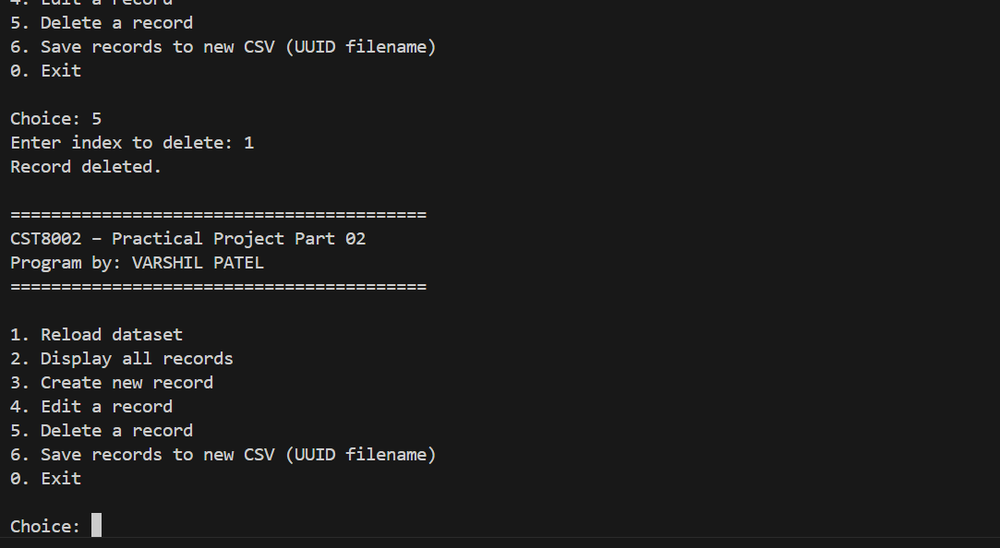 4. Edit a record
5. Delete a record
6. Save records to new CSV (UUID filename)
0. Exit
Choice: 5
Enter index to delete: 1
Record deleted.
=========================================
CST8002 – Practical Project Part 02
Program by: VARSHIL PATEL
=========================================
1. Reload dataset
2. Display all records
3. Create new record
4. Edit a record
5. Delete a record
6. Save records to new CSV (UUID filename)
0. Exit
Choice: